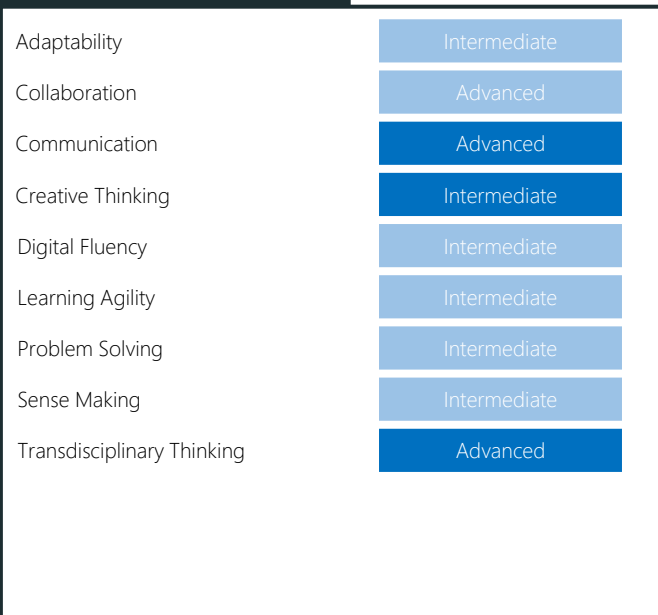 Adaptability Intermediate
Collaboration Advanced
Communication Advanced
Creative Thinking Intermediate
Digital Fluency Intermediate
Learning Agility Intermediate
Problem Solving Intermediate
Sense Making Intermediate
Transdisciplinary Thinking Advanced